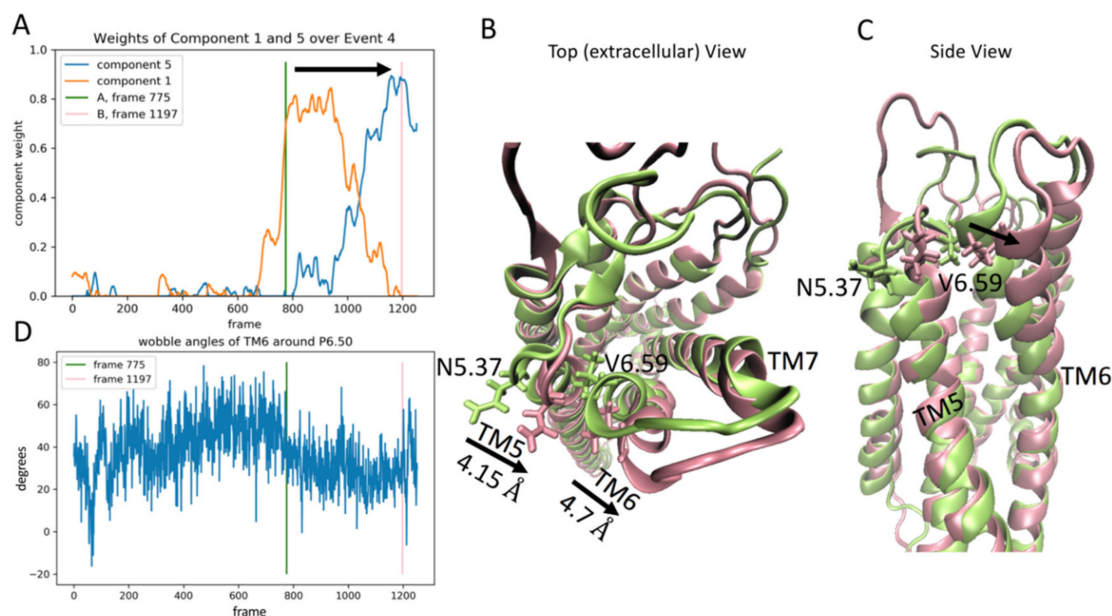 A
Weights of Component 1 and 5 over Event 4
component 5
component 1
A, frame 775
B, frame 1197
component weight
1.0
0.8
0.6
0.4
0.2
0.0
0 200 400 600 800 1000 1200
frame
B
Top (extracellular) View
N5.37
V6.59
TM7
TM5
4.15 Å
TM6
4.7 Å
C
Side View
N5.37
V6.59
TM5
TM6
D
wobble angles of TM6 around P6.50
frame 775
frame 1197
degrees
80
60
40
20
0
−20
0 200 400 600 800 1000 1200
frame